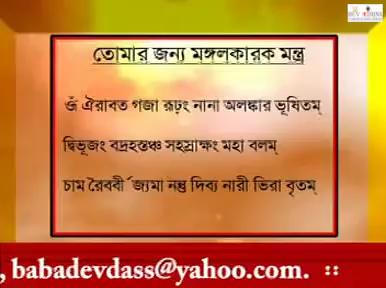 তোমার জন্য মঙ্গলকারক মন্ত্র
ওঁ ঐরাবত গজা রূঢ়ং নানা অলঙ্কার ভূষিতম্
দ্বিভূজং বদ্রহস্তঞ্চ সহস্রাক্ষং মহা বলম্
চাম রৈববী র্জ্যমা নন্তু দিব্য নারী ভিরা বৃতম্
, babadevdass@yahoo.com. ::